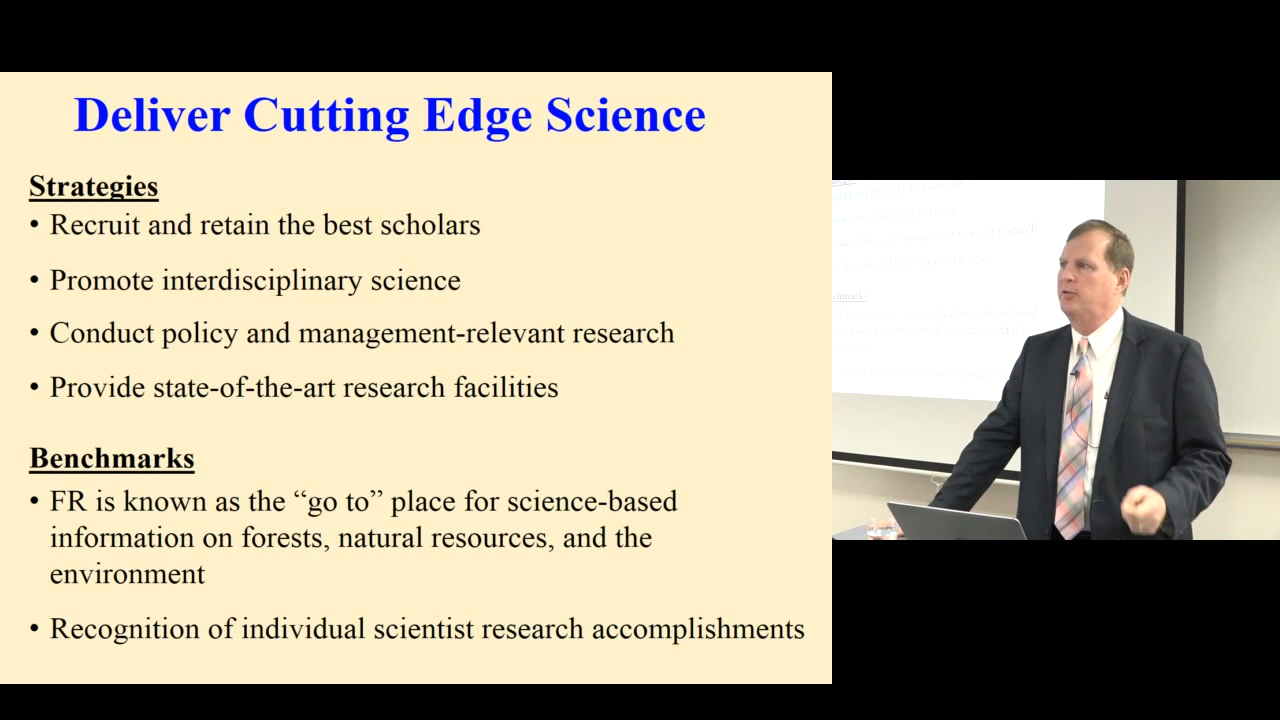 Deliver Cutting Edge Science
Strategies
• Recruit and retain the best scholars
• Promote interdisciplinary science
• Conduct policy and management-relevant research
• Provide state-of-the-art research facilities
Benchmarks
• FR is known as the “go to” place for science-based
information on forests, natural resources, and the
environment
• Recognition of individual scientist research accomplishments